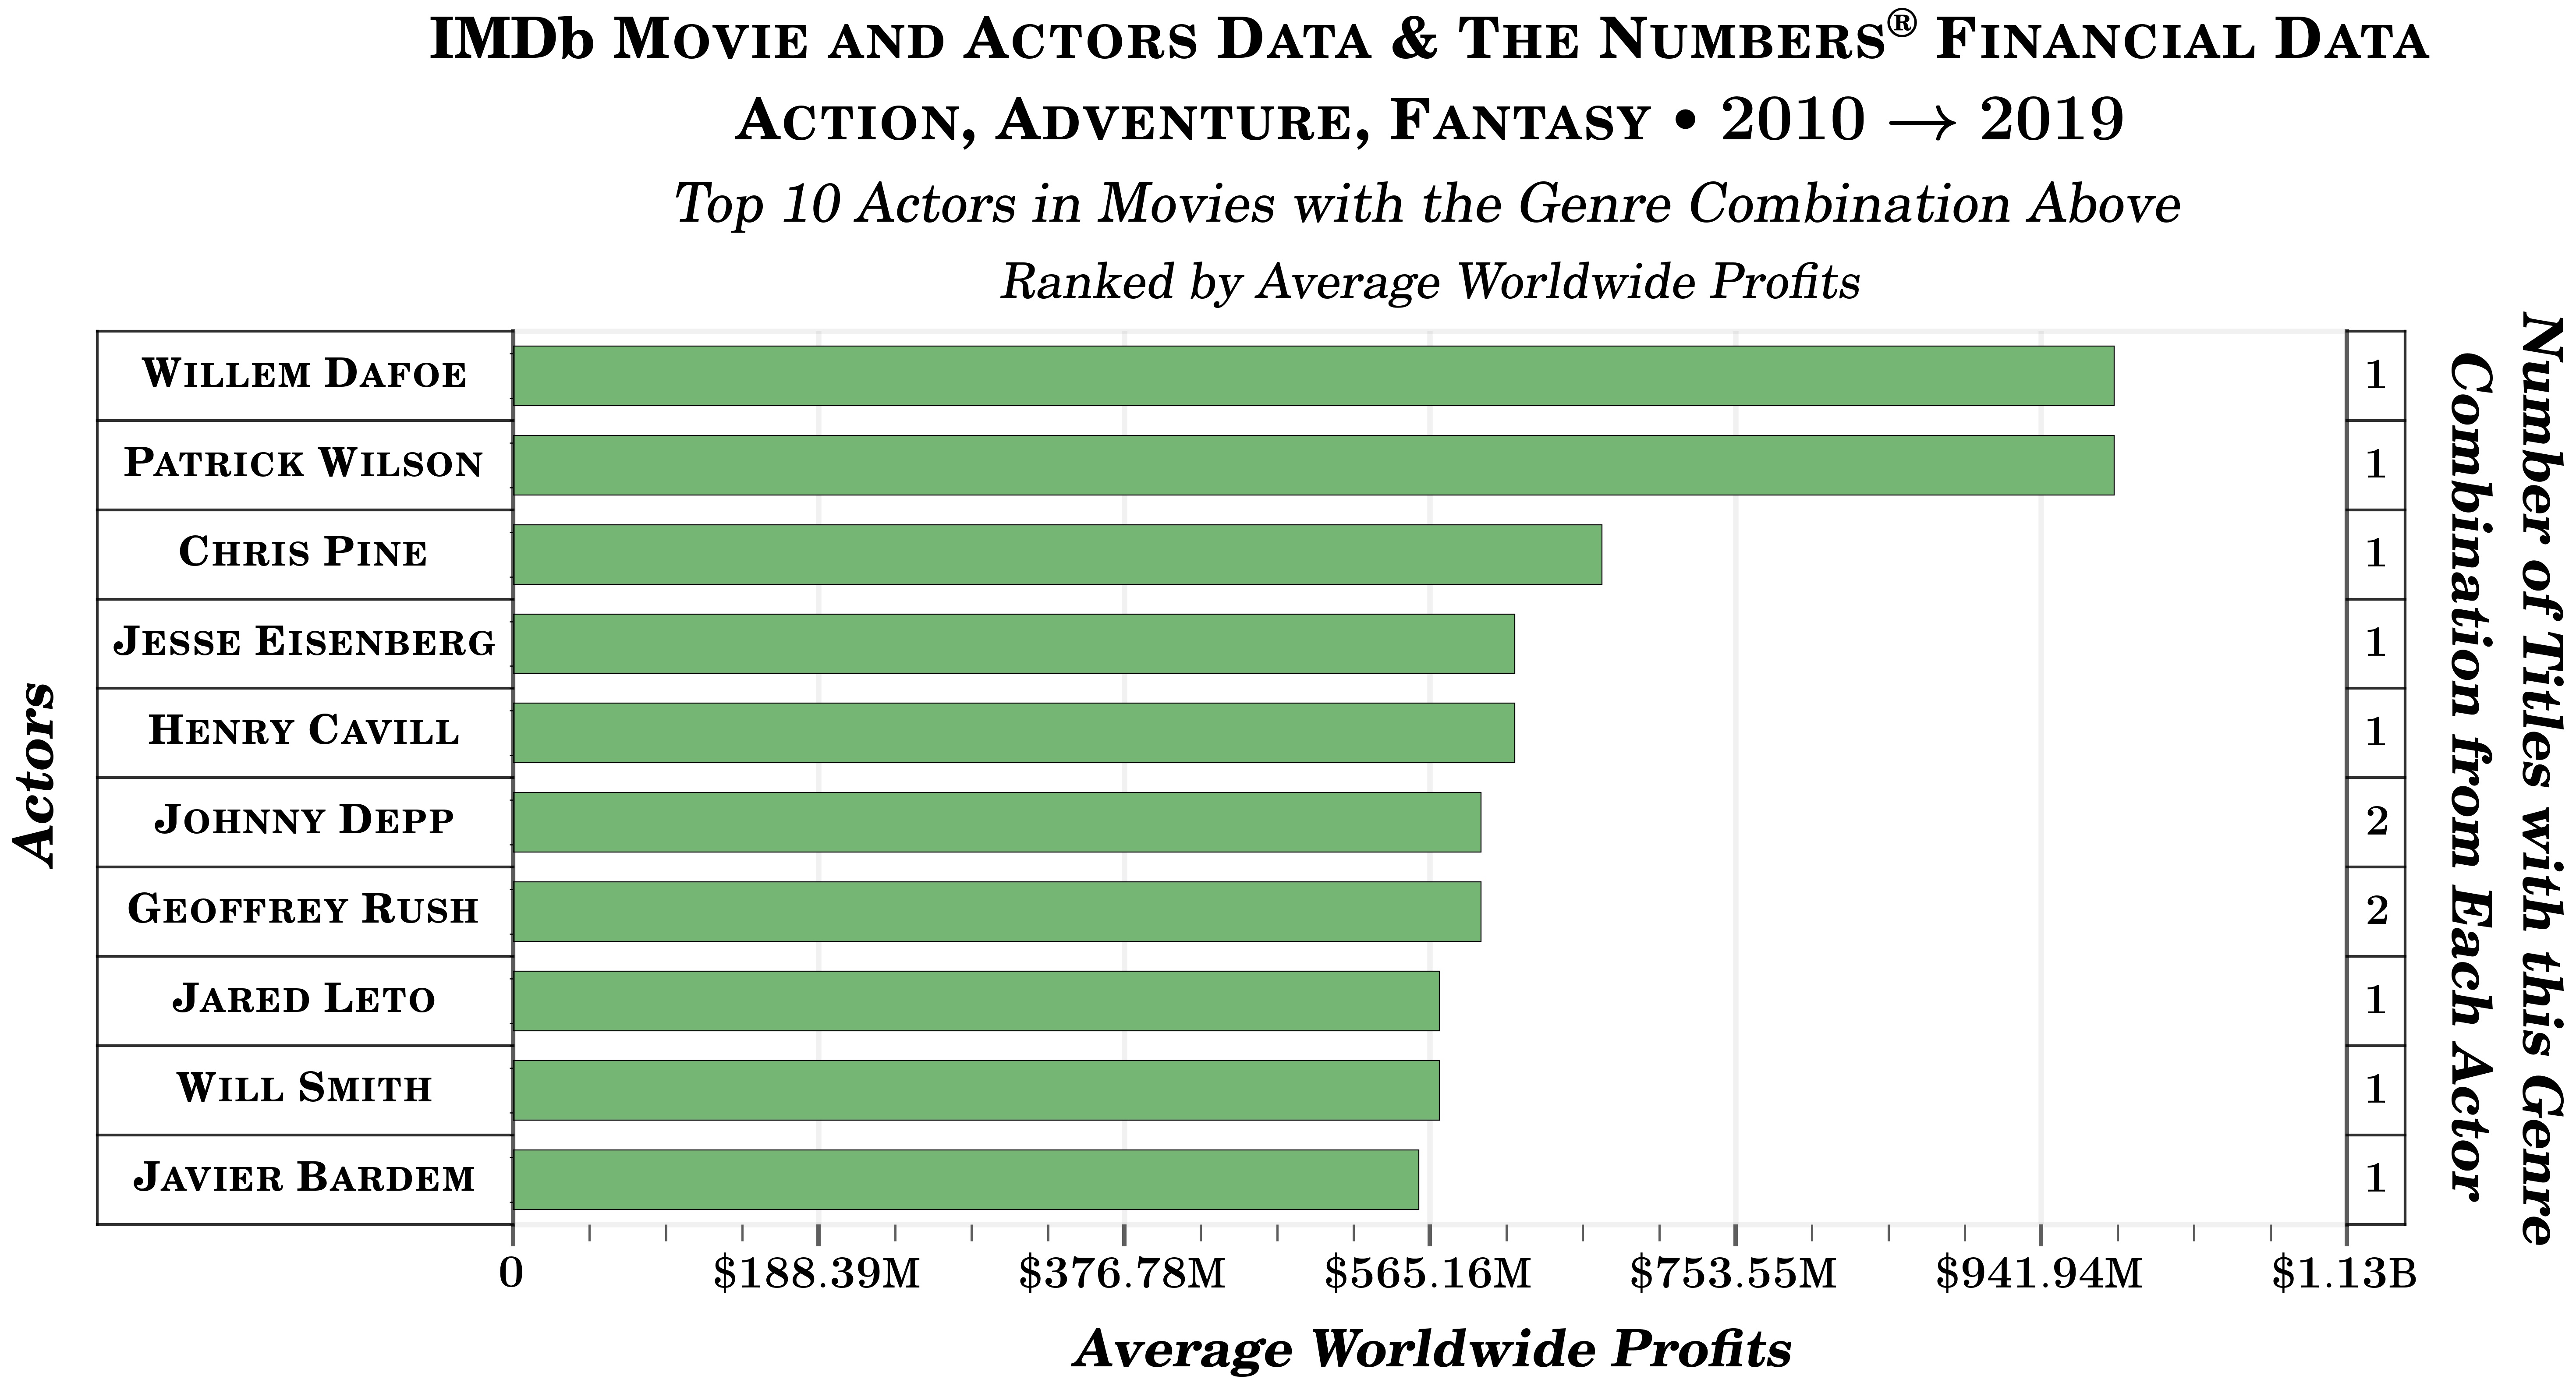 IMDb Movie and Actors Data & The Numbers® Financial Data
Action, Adventure, Fantasy • 2010 → 2019
Top 10 Actors in Movies with the Genre Combination Above
Ranked by Average Worldwide Profits
Actors
Willem Dafoe 1
Patrick Wilson 1
Chris Pine 1
Jesse Eisenberg 1
Henry Cavill 1
Johnny Depp 2
Geoffrey Rush 2
Jared Leto 1
Will Smith 1
Javier Bardem 1
0 $188.39M $376.78M $565.16M $753.55M $941.94M $1.13B
Average Worldwide Profits
Number of Titles with this Genre
Combination from Each Actor